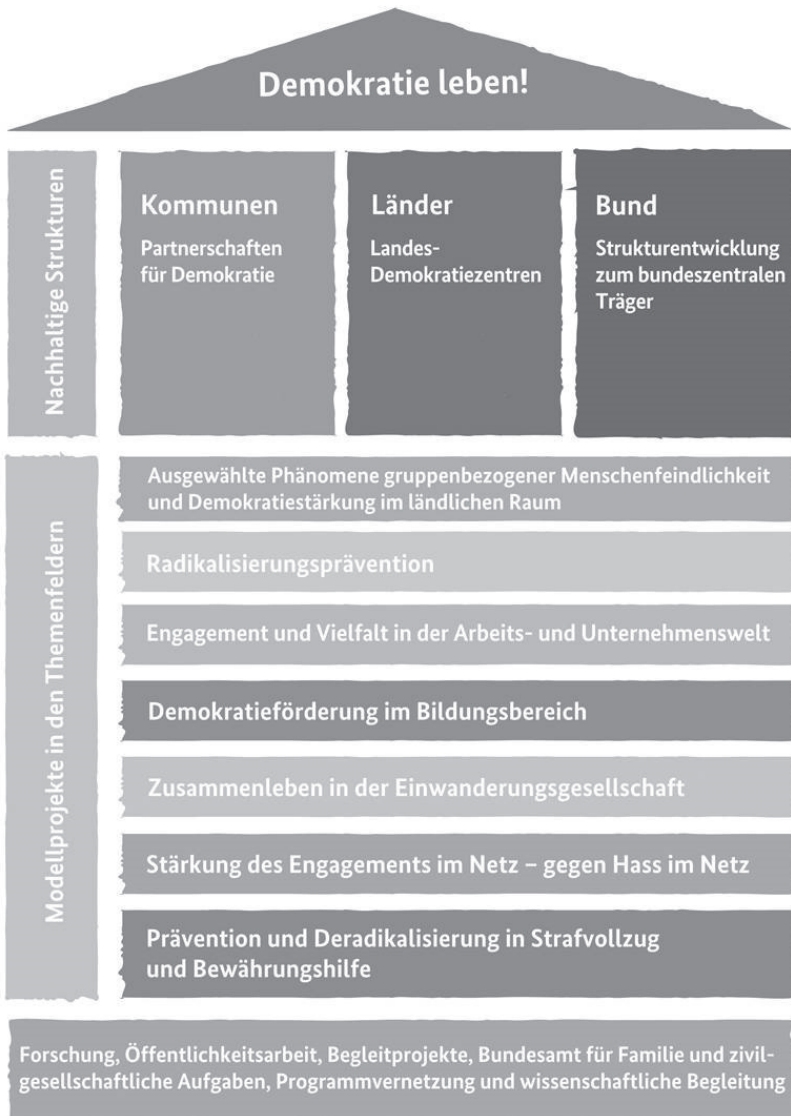 Demokratie leben!
Nachhaltige Strukturen
Kommunen
Partnerschaften
für Demokratie
Länder
Landes-
Demokratiezentren
Bund
Strukturentwicklung
zum bundeszentralen
Träger
Modellprojekte in den Themenfeldern
Ausgewählte Phänomene gruppenbezogener Menschenfeindlichkeit
und Demokratiestärkung im ländlichen Raum
Radikalisierungsprävention
Engagement und Vielfalt in der Arbeits- und Unternehmenswelt
Demokratieförderung im Bildungsbereich
Zusammenleben in der Einwanderungsgesellschaft
Stärkung des Engagements im Netz – gegen Hass im Netz
Prävention und Deradikalisierung in Strafvollzug
und Bewährungshilfe
Forschung, Öffentlichkeitsarbeit, Begleitprojekte, Bundesamt für Familie und zivil-
gesellschaftliche Aufgaben, Programmvernetzung und wissenschaftliche Begleitung